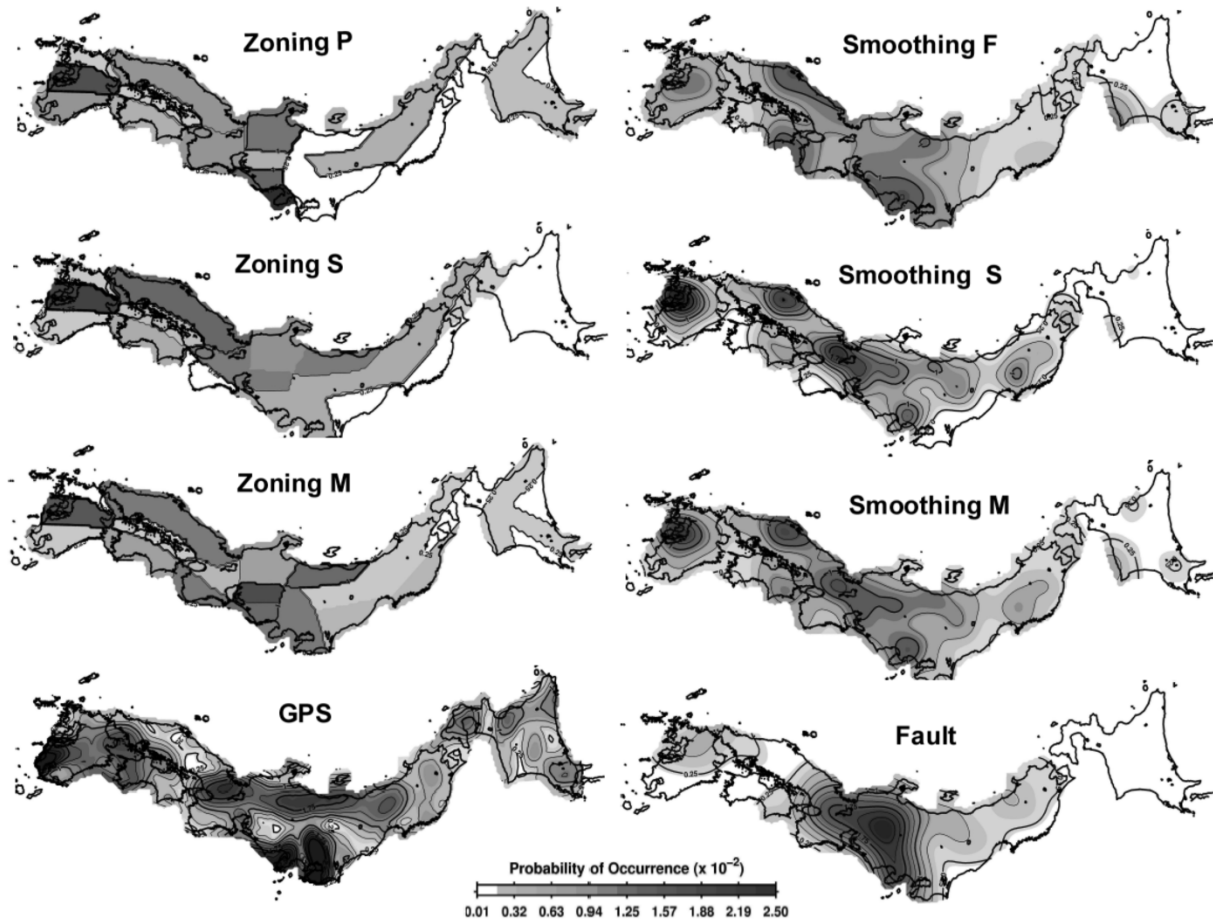 Zoning P
Smoothing F
Zoning S
Smoothing S
Zoning M
Smoothing M
GPS
Fault
Probability of Occurrence (x 10⁻²)
0.01 0.32 0.63 0.94 1.25 1.57 1.88 2.19 2.50